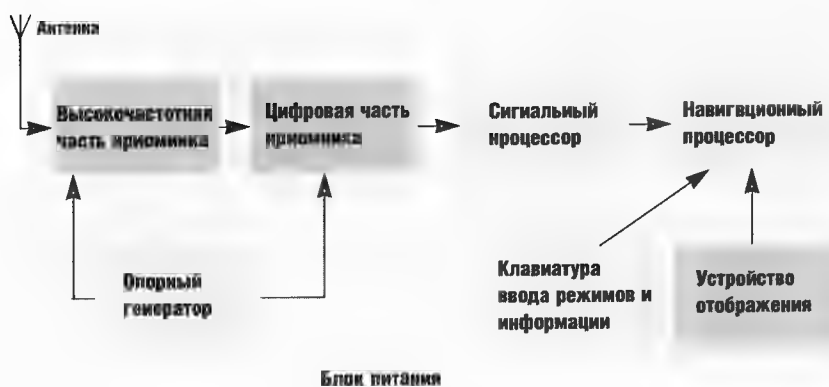 Антенна
Высокочастотная
часть приемника
Цифровая часть
приемника
Сигнальный
процессор
Навигационный
процессор
Опорный
генератор
Клавиатура
ввода режимов и
информации
Устройство
отображения
Блок питания